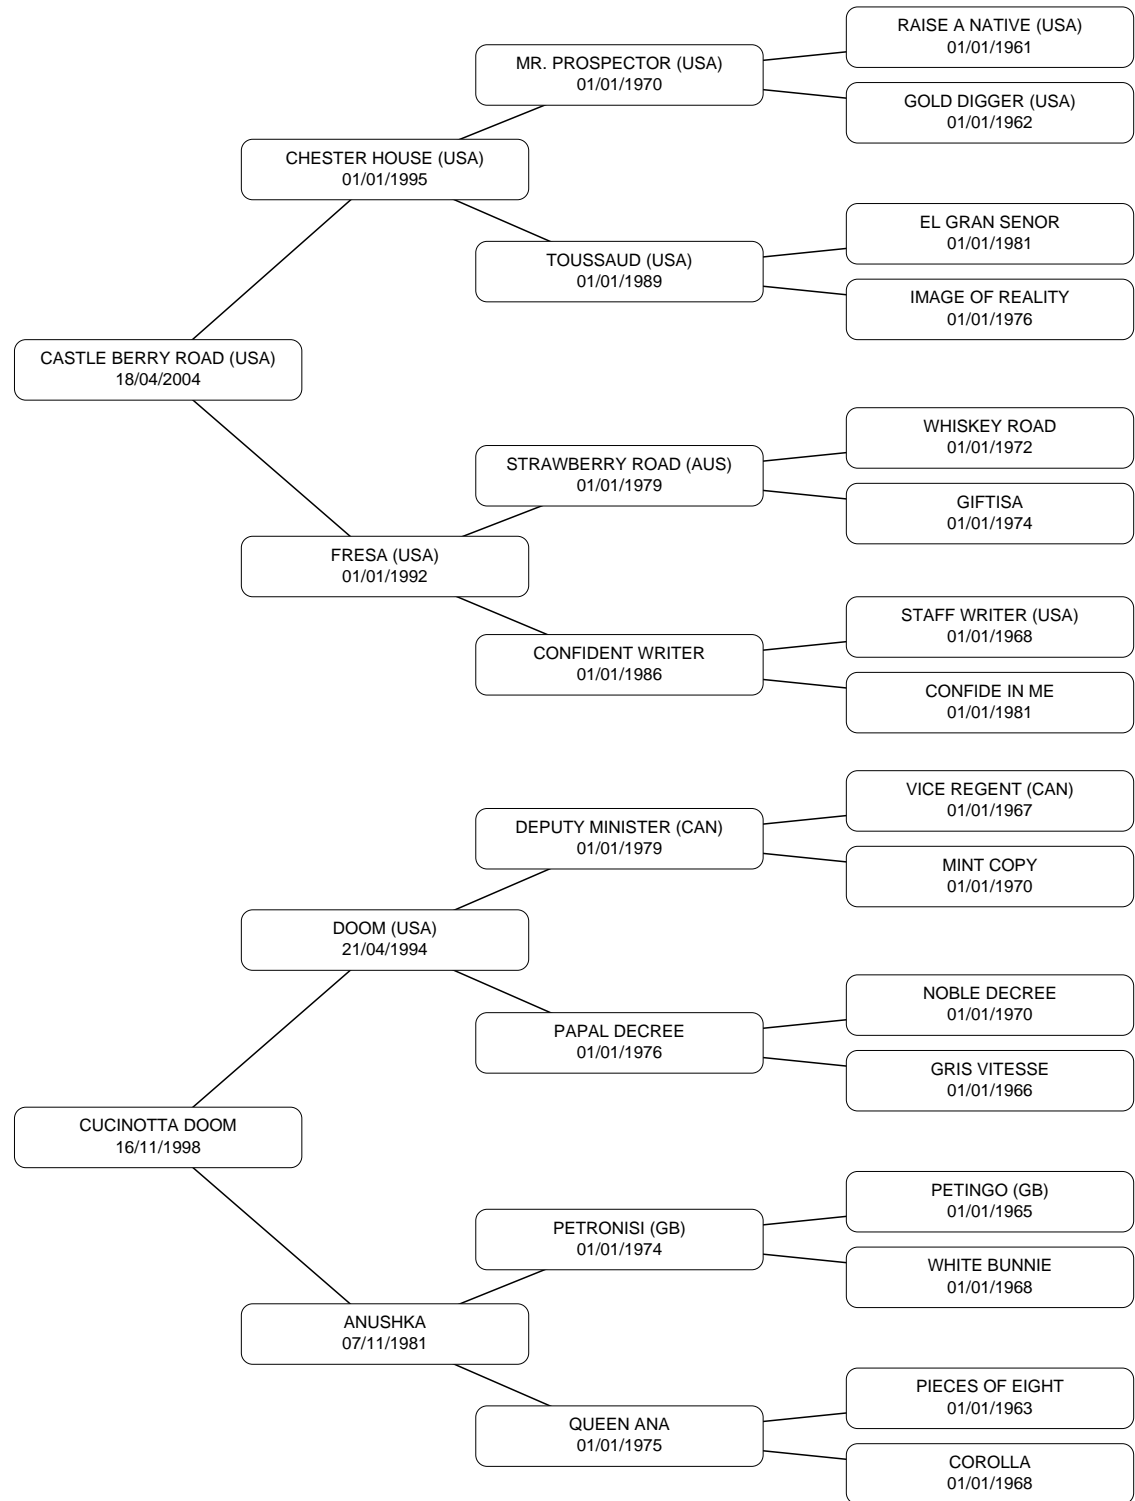 RAISE A NATIVE (USA)
01/01/1961
MR. PROSPECTOR (USA)
01/01/1970
GOLD DIGGER (USA)
01/01/1962
CHESTER HOUSE (USA)
01/01/1995
EL GRAN SENOR
01/01/1981
TOUSSAUD (USA)
01/01/1989
IMAGE OF REALITY
01/01/1976
CASTLE BERRY ROAD (USA)
18/04/2004
WHISKEY ROAD
01/01/1972
STRAWBERRY ROAD (AUS)
01/01/1979
GIFTISA
01/01/1974
FRESA (USA)
01/01/1992
STAFF WRITER (USA)
01/01/1968
CONFIDENT WRITER
01/01/1986
CONFIDE IN ME
01/01/1981
VICE REGENT (CAN)
01/01/1967
DEPUTY MINISTER (CAN)
01/01/1979
MINT COPY
01/01/1970
DOOM (USA)
21/04/1994
NOBLE DECREE
01/01/1970
PAPAL DECREE
01/01/1976
GRIS VITESSE
01/01/1966
CUCINOTTA DOOM
16/11/1998
PETINGO (GB)
01/01/1965
PETRONISI (GB)
01/01/1974
WHITE BUNNIE
01/01/1968
ANUSHKA
07/11/1981
PIECES OF EIGHT
01/01/1963
QUEEN ANA
01/01/1975
COROLLA
01/01/1968